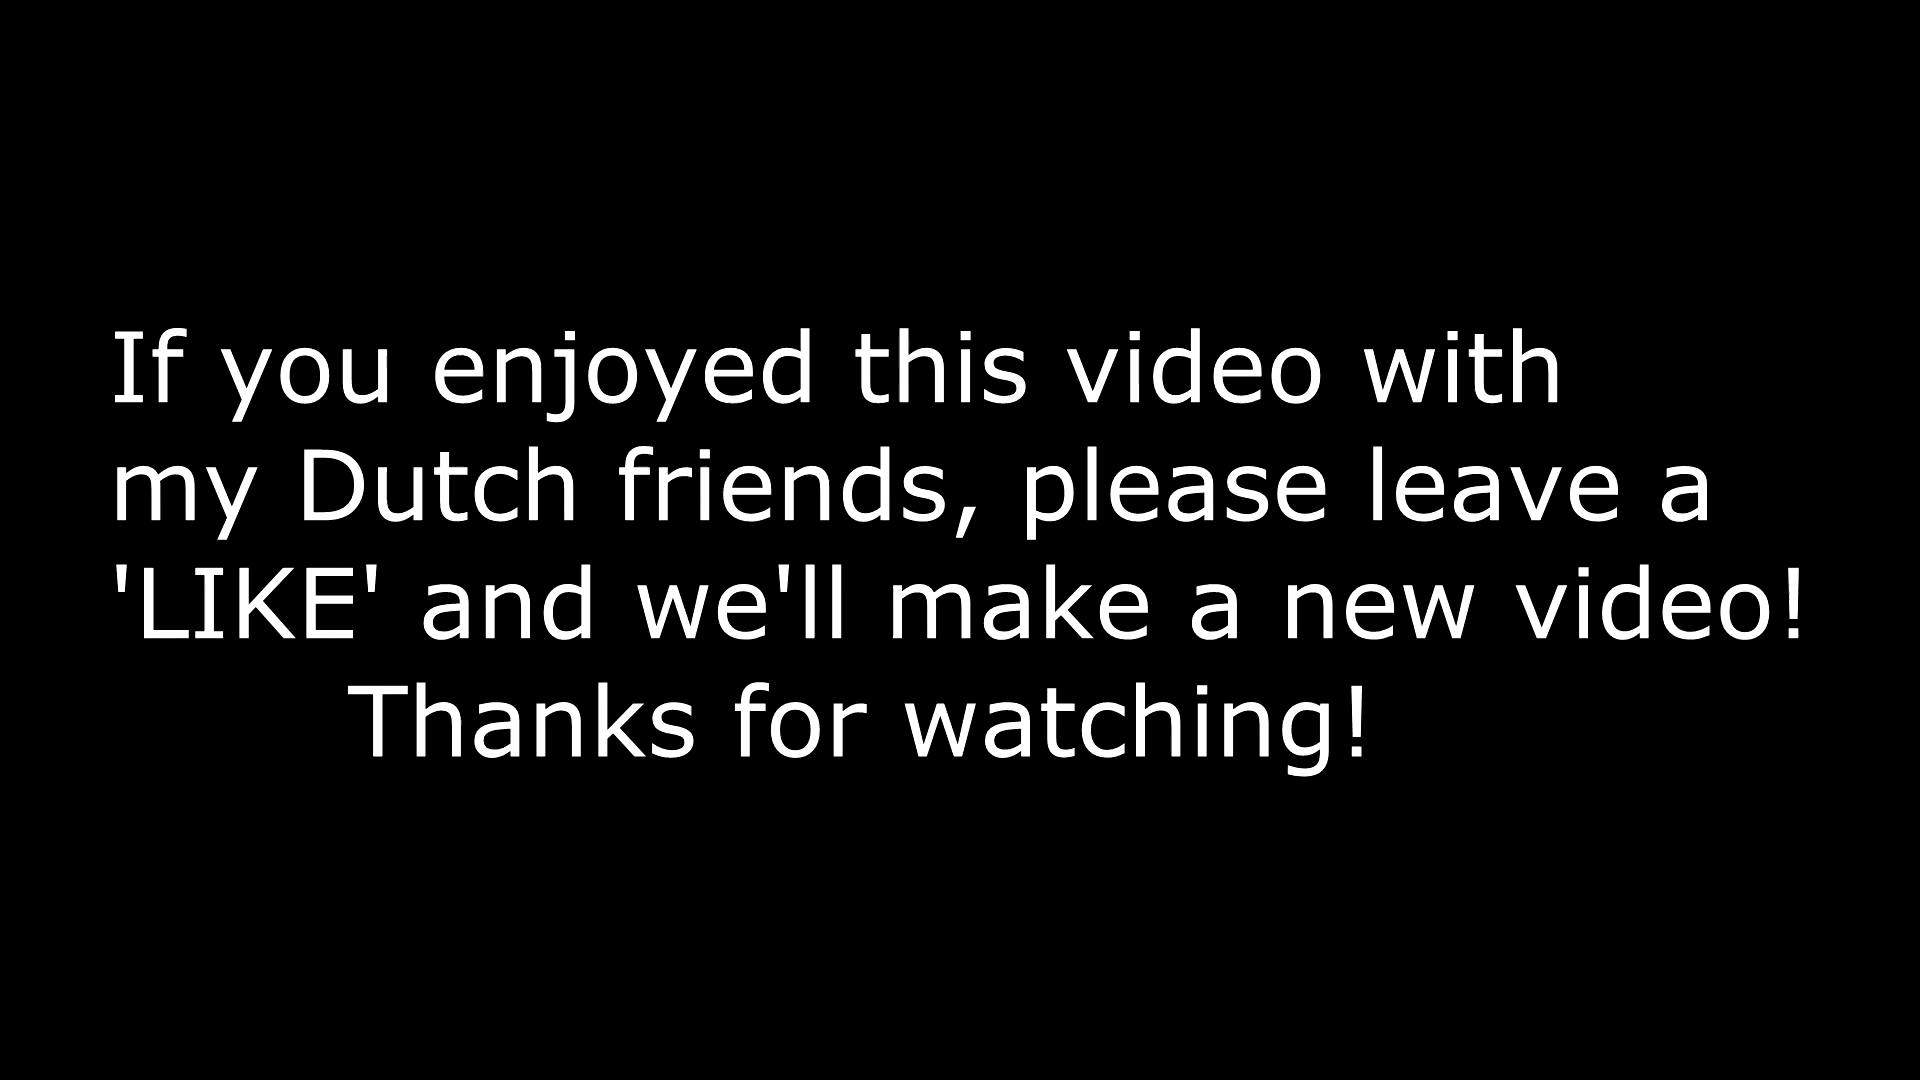 If you enjoyed this video with
my Dutch friends, please leave a
'LIKE' and we'll make a new video!
Thanks for watching!